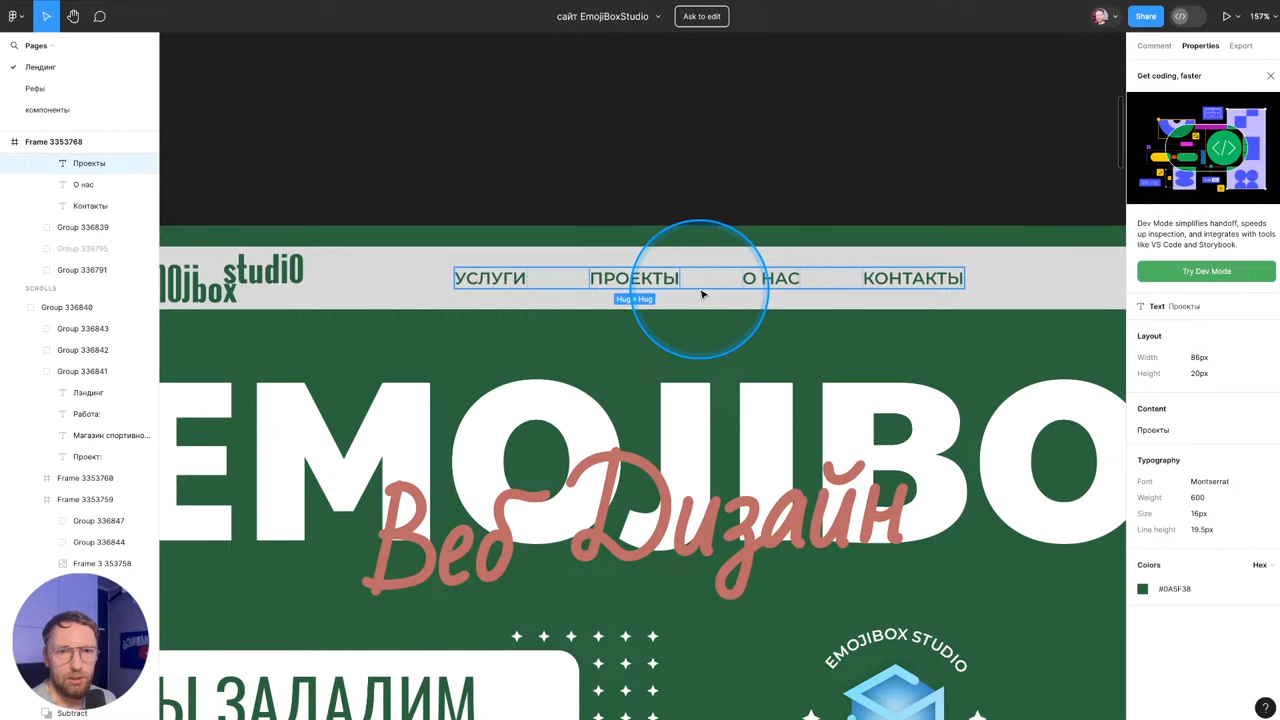 сайт EmojiBoxStudio
Ask to edit
Share
157%
Pages
Лендинг
Рефы
компоненты
Frame 3353768
Проекты
О нас
Контакты
Group 336839
Group 336795
Group 336791
SCROLLS
Group 336840
Group 336843
Group 336842
Group 336841
Лэндинг
Работа:
Магазин спортивно...
Проект:
Frame 3353760
Frame 3353759
Group 336847
Group 336844
Frame 3 353758
Subtract
mojibox studio
УСЛУГИ ПРОЕКТЫ О НАС КОНТАКТЫ
Hug × Hug
EMOJIBO
Веб Дизайн
EMOJIBOX STUDIO
Ы ЗАДАДИМ
Comment Properties Export
Get coding, faster
Dev Mode simplifies handoff, speeds
up inspection, and integrates with tools
like VS Code and Storybook.
Try Dev Mode
Text Проекты
Layout
Width 86px
Height 20px
Content
Проекты
Typography
Font Montserrat
Weight 600
Size 16px
Line height 19.5px
Colors Hex
#0A5F38
?